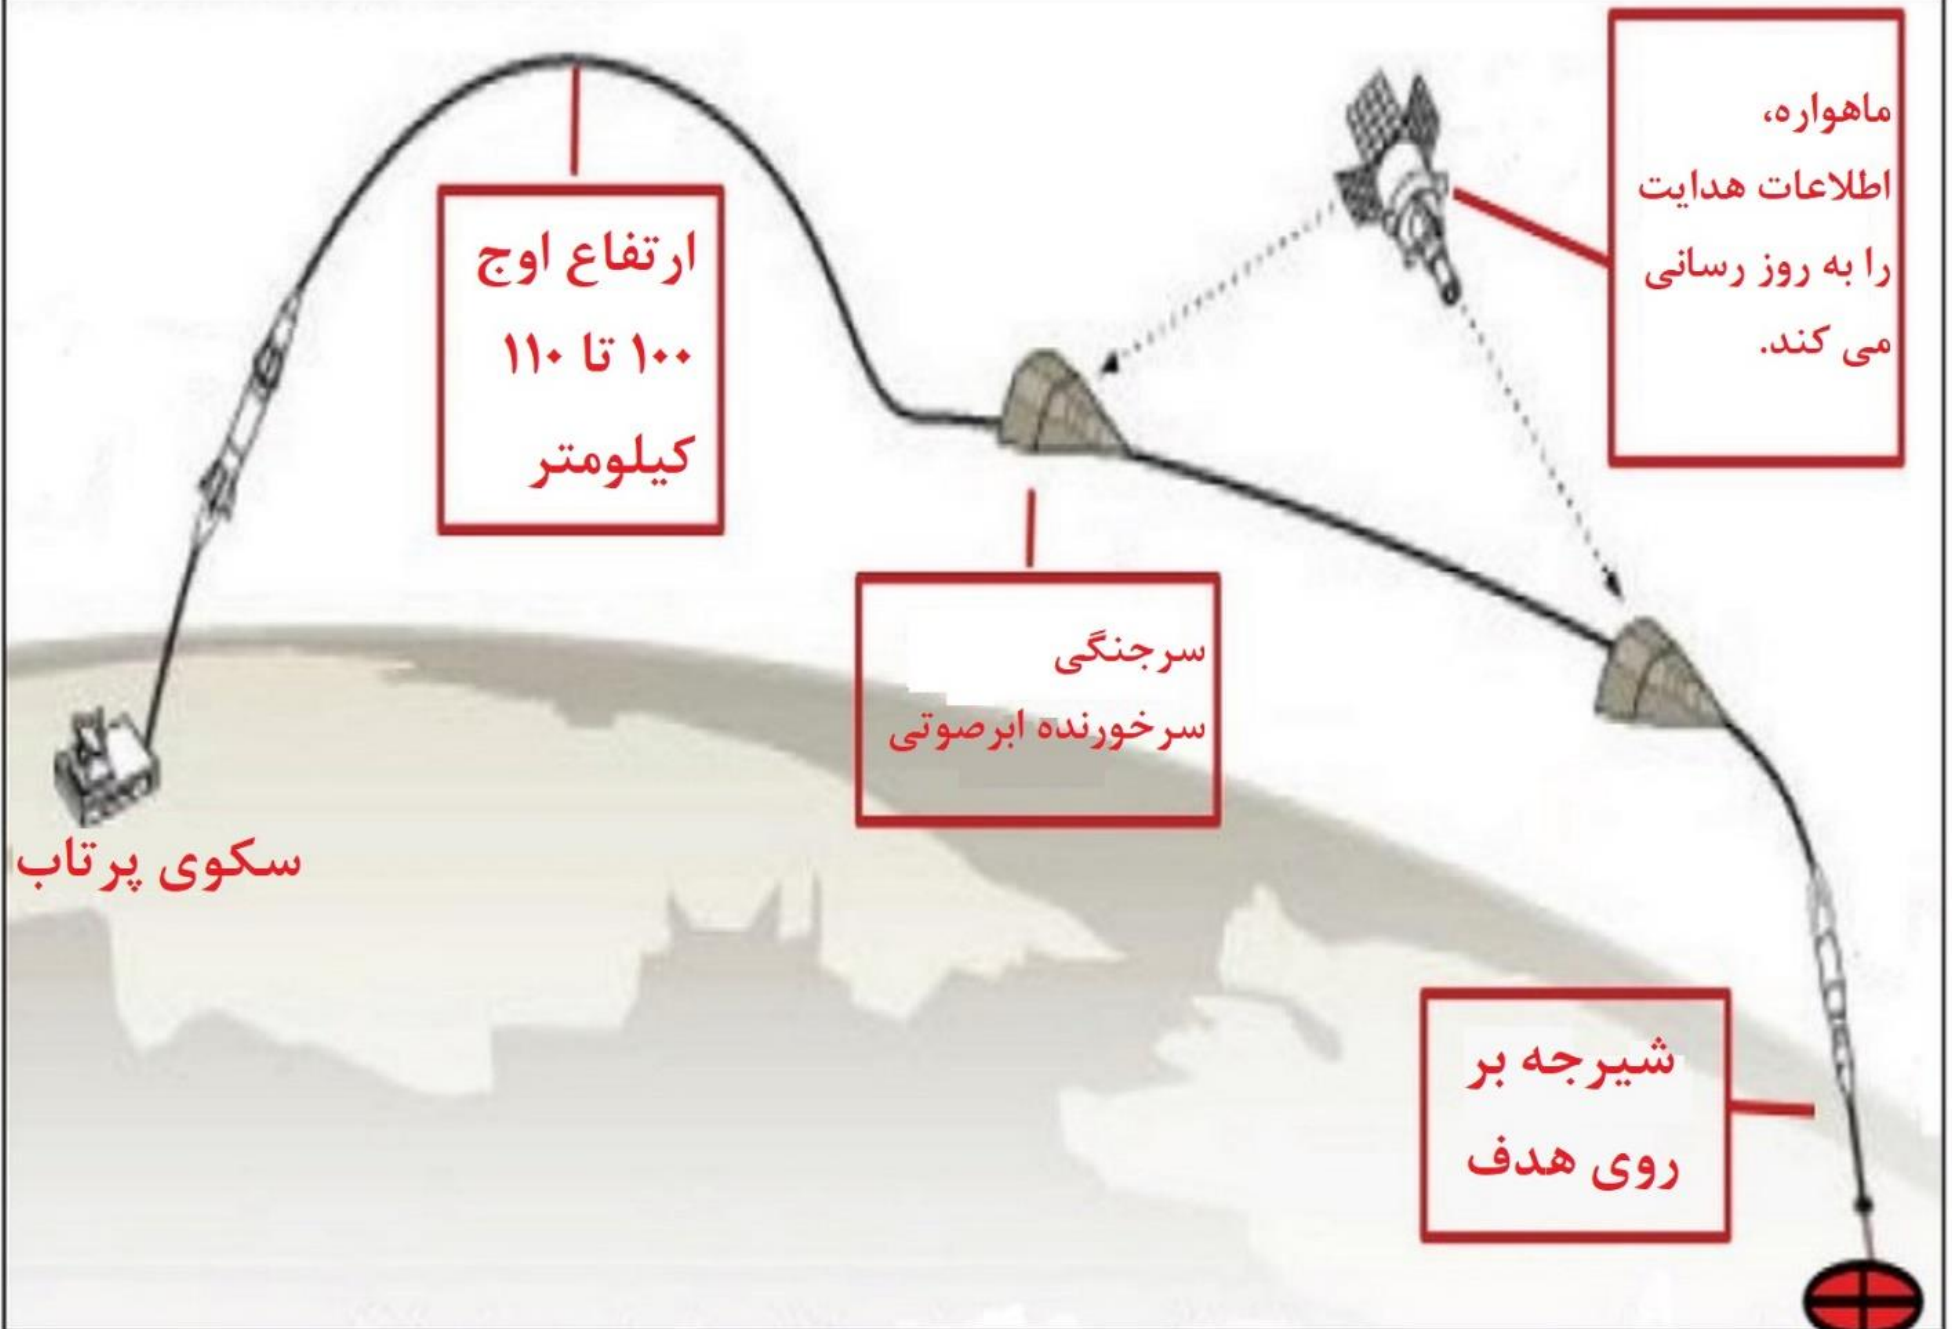 ماهواره،
اطلاعات هدایت
را به روز رسانی
می کند.
ارتفاع اوج
۱۰۰ تا ۱۱۰
کیلومتر
سرجنگی
سرخورنده ابرصوتی
سکوی پرتاب
شیرجه بر
روی هدف